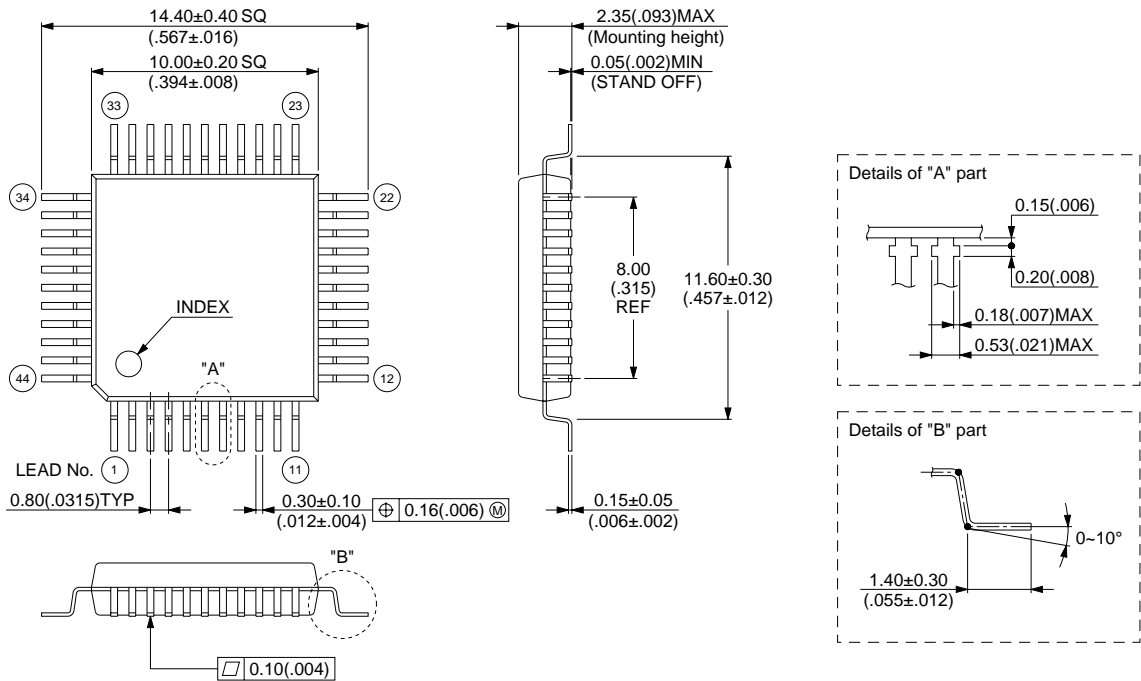 14.40±0.40 SQ
(.567±.016)
10.00±0.20 SQ
(.394±.008)
33
23
34
22
INDEX
44
"A"
12
LEAD No.
1
11
0.80(.0315)TYP
0.30±0.10
(.012±.004)
⌖ 0.16(.006) Ⓜ
"B"
⏥ 0.10(.004)
2.35(.093)MAX
(Mounting height)
0.05(.002)MIN
(STAND OFF)
8.00
(.315)
REF
11.60±0.30
(.457±.012)
0.15±0.05
(.006±.002)
Details of "A" part
0.15(.006)
0.20(.008)
0.18(.007)MAX
0.53(.021)MAX
Details of "B" part
0~10°
1.40±0.30
(.055±.012)